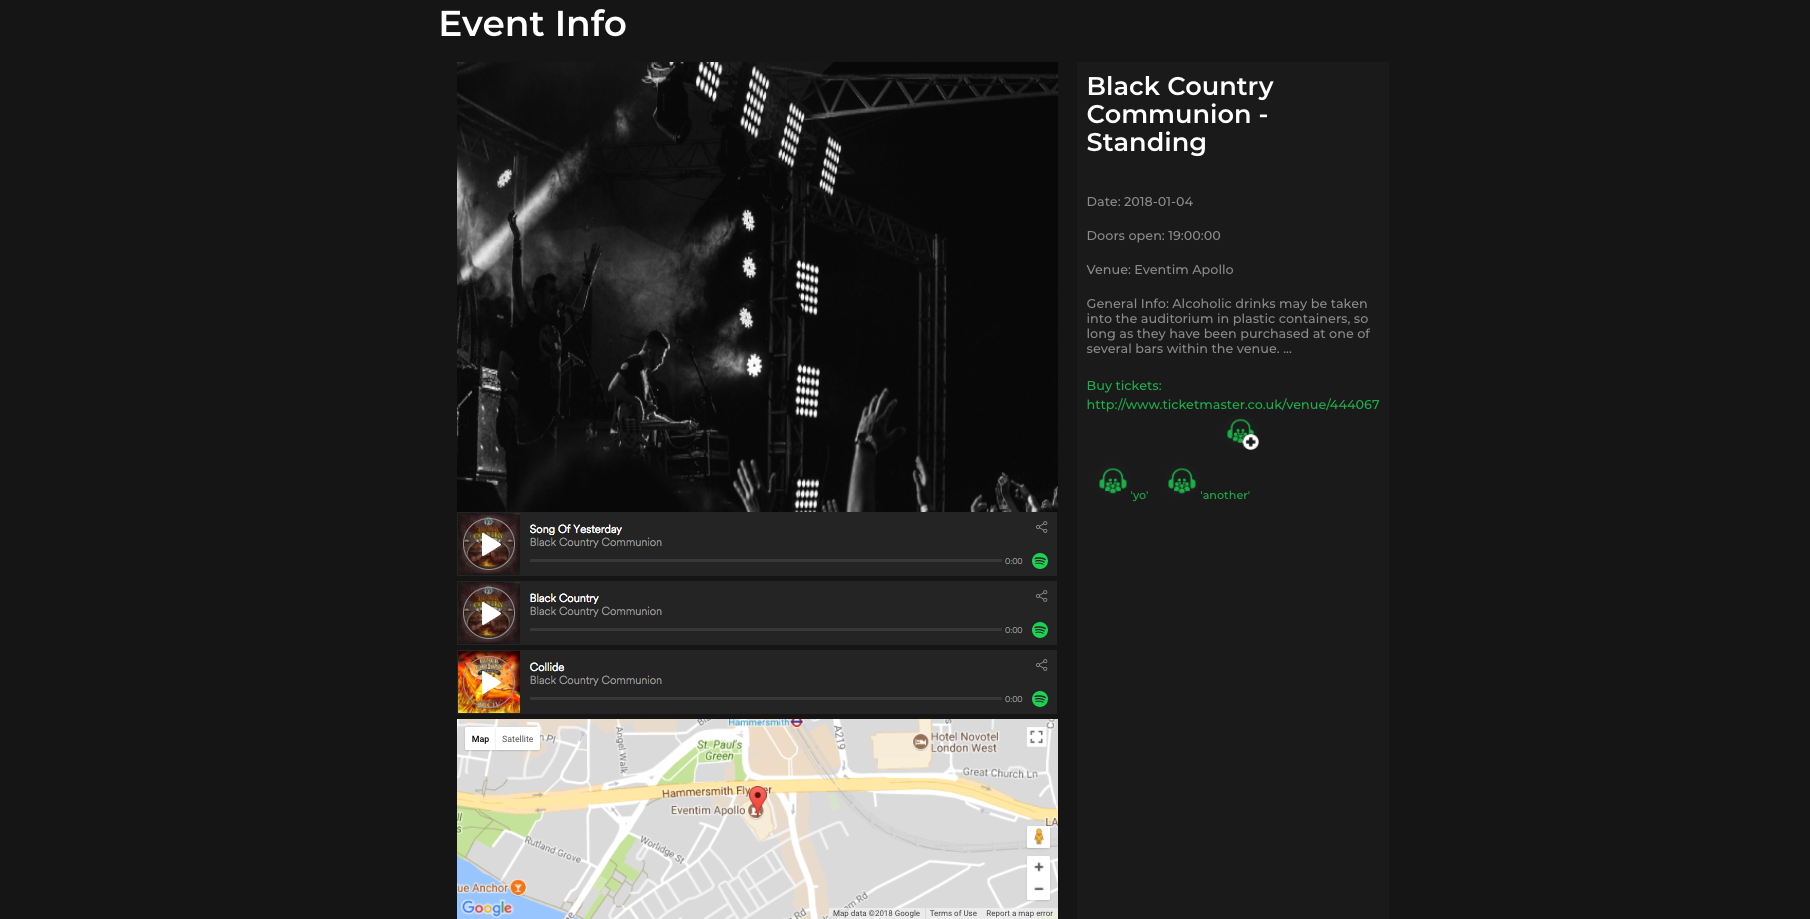 Event Info
Black Country
Communion -
Standing
Date: 2018-01-04
Doors open: 19:00:00
Venue: Eventim Apollo
General Info: Alcoholic drinks may be taken
into the auditorium in plastic containers, so
long as they have been purchased at one of
several bars within the venue. ...
Buy tickets:
http://www.ticketmaster.co.uk/venue/444067
'yo'
'another'
Song Of Yesterday
Black Country Communion
0:00
Black Country
Black Country Communion
0:00
Collide
Black Country Communion
0:00
Map
Satellite
Hammersmith
Angel Walk
St. Paul's
Green
A219
Hotel Novotel
London West
Great Church Ln
Hammersmith
Eventim Apollo
Rutland Grove
Worlidge St
ue Anchor
Google
Map data ©2018 Google
Terms of Use
Report a map error